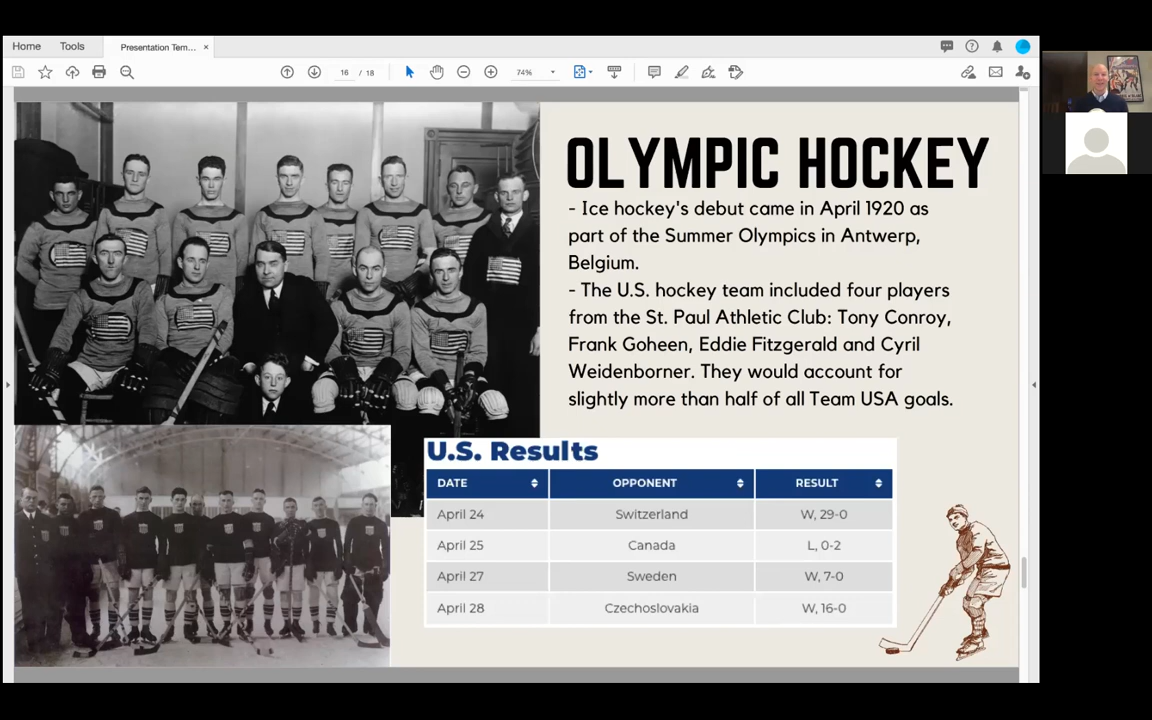 Home Tools Presentation Tem... ×
16 / 18 74%
OLYMPIC HOCKEY
- Ice hockey's debut came in April 1920 as
part of the Summer Olympics in Antwerp,
Belgium.
- The U.S. hockey team included four players
from the St. Paul Athletic Club: Tony Conroy,
Frank Goheen, Eddie Fitzgerald and Cyril
Weidenborner. They would account for
slightly more than half of all Team USA goals.
U.S. Results
DATE OPPONENT RESULT
April 24 Switzerland W, 29-0
April 25 Canada L, 0-2
April 27 Sweden W, 7-0
April 28 Czechoslovakia W, 16-0